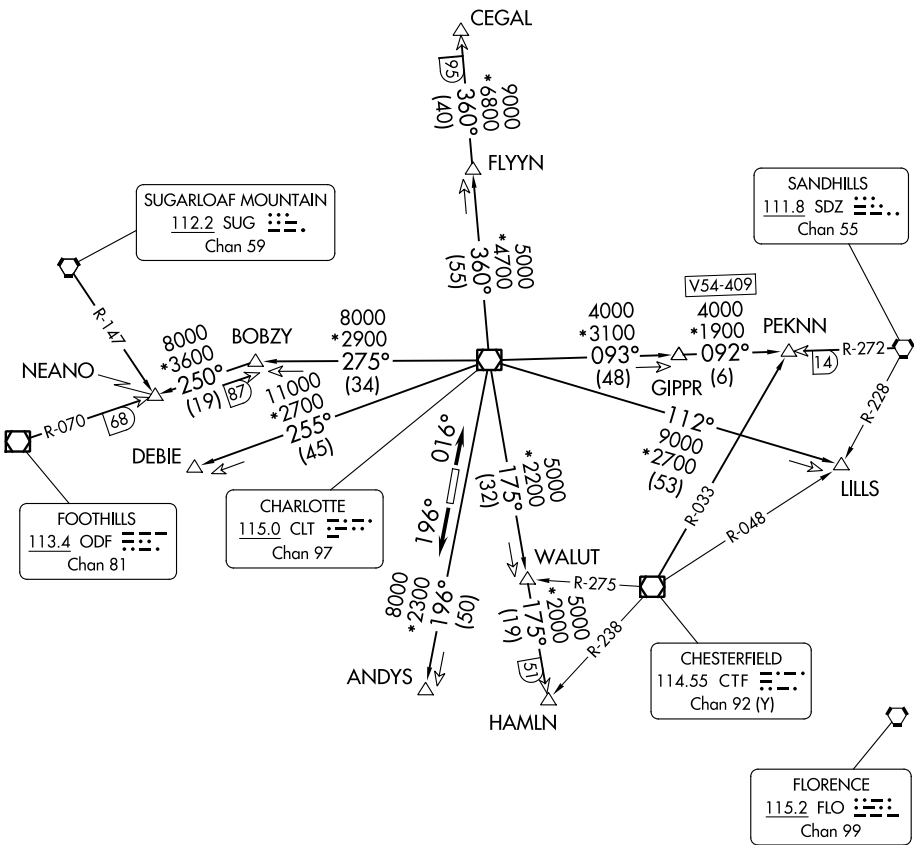 CEGAL
95
9000
*6800
360°
(40)
FLYYN
5000
*4700
360°
(55)
SUGARLOAF MOUNTAIN
112.2 SUG
Chan 59
SANDHILLS
111.8 SDZ
Chan 55
R-147
NEANO
8000
*3600
250°
(19)
BOBZY
87
8000
*2900
275°
(34)
4000
*3100
093°
(48)
GIPPR
V54-409
4000
*1900
092°
(6)
PEKNN
14
R-272
R-228
R-070
68
DEBIE
11000
*2700
255°
(45)
112°
9000
*2700
(53)
LILLS
R-033
R-048
FOOTHILLS
113.4 ODF
Chan 81
CHARLOTTE
115.0 CLT
Chan 97
016°
196°
5000
*2200
175°
(32)
WALUT
R-275
8000
*2300
196°
(50)
ANDYS
5000
*2000
175°
(19)
51
HAMLN
R-238
CHESTERFIELD
114.55 CTF
Chan 92 (Y)
FLORENCE
115.2 FLO
Chan 99